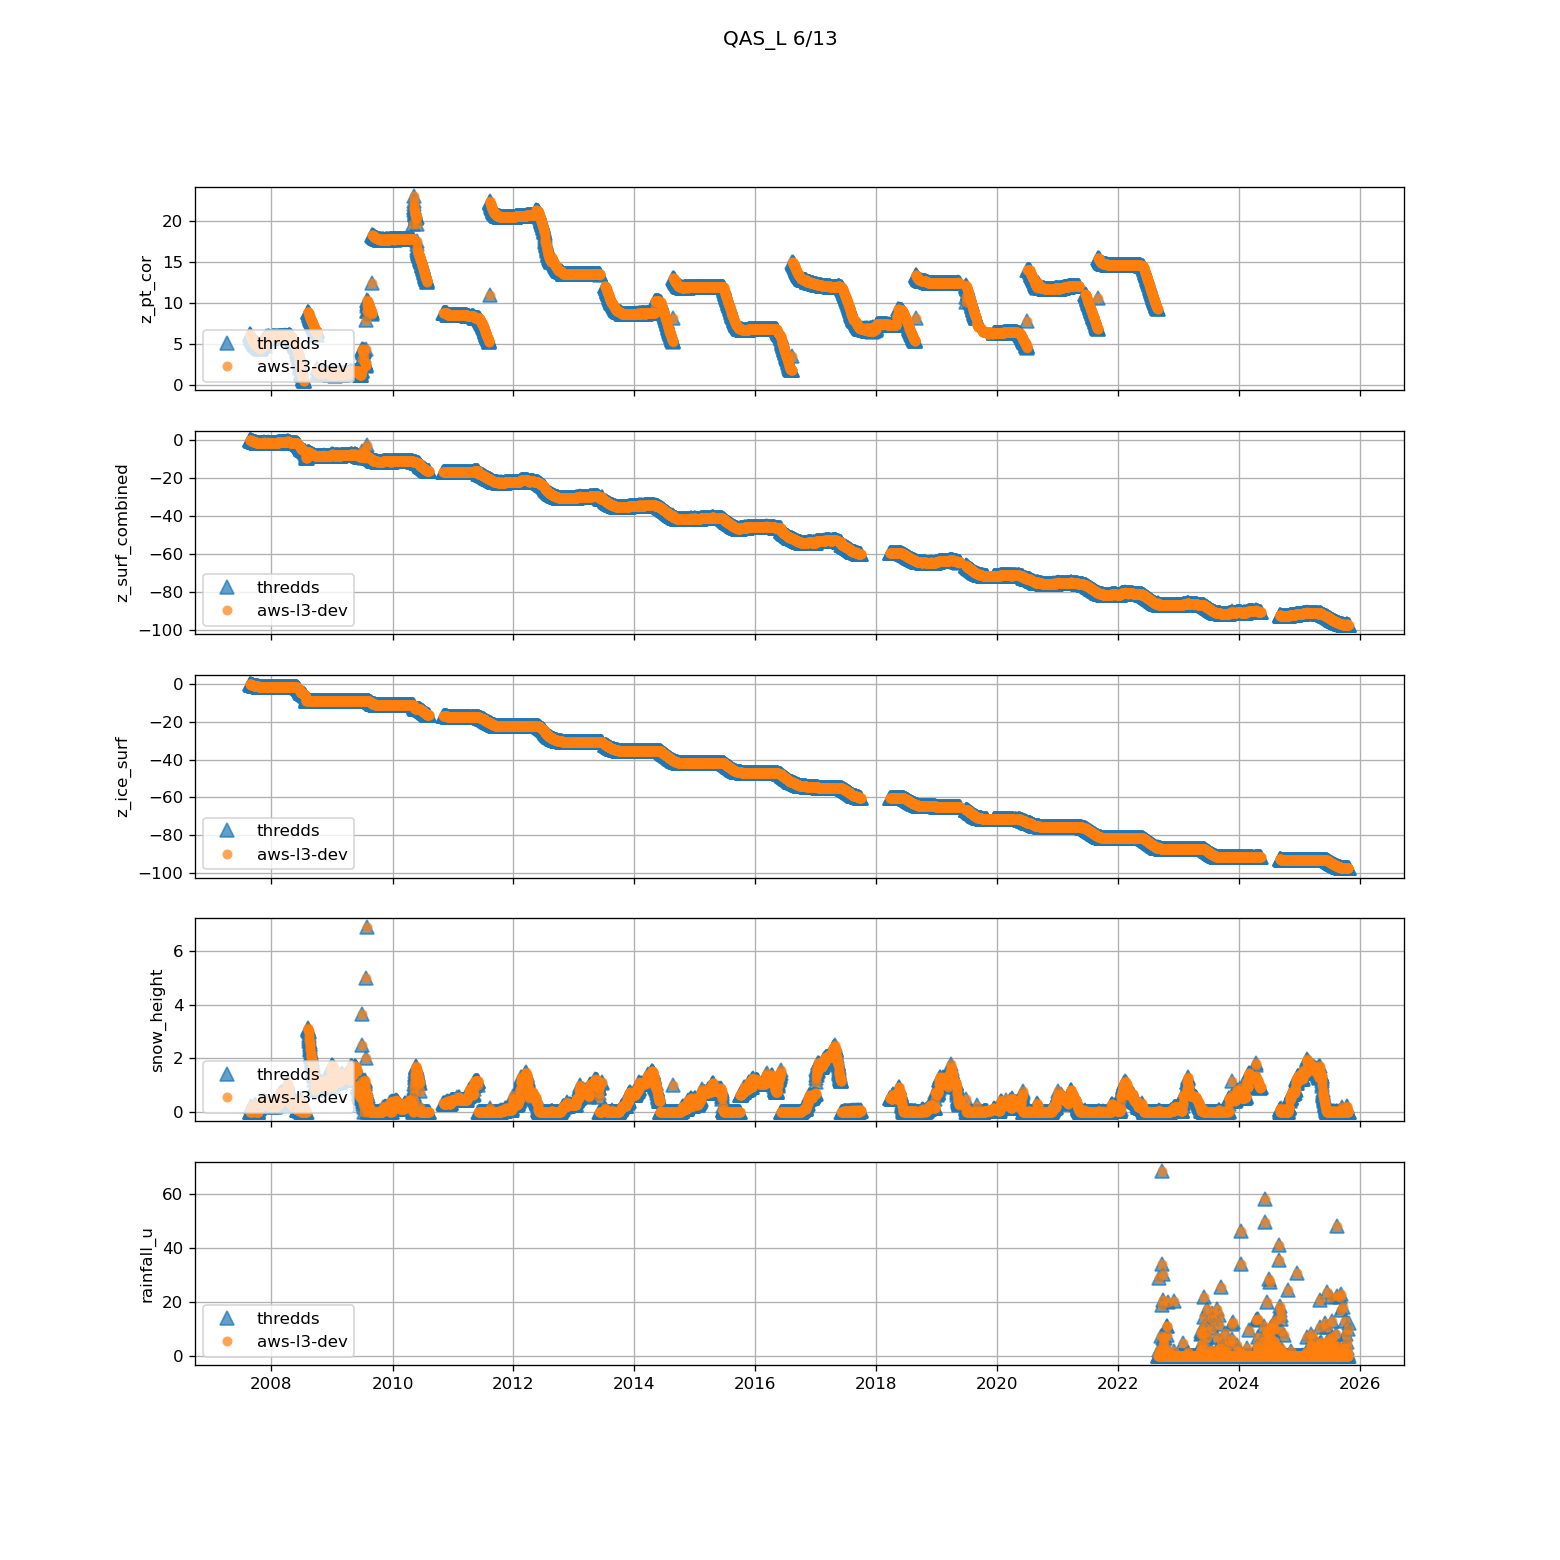 QAS_L 6/13
z_pt_cor
20
15
10
5
0
thredds
aws-l3-dev
z_surf_combined
0
−20
−40
−60
−80
−100
thredds
aws-l3-dev
z_ice_surf
0
−20
−40
−60
−80
−100
thredds
aws-l3-dev
snow_height
6
4
2
0
thredds
aws-l3-dev
rainfall_u
60
40
20
0
thredds
aws-l3-dev
2008 2010 2012 2014 2016 2018 2020 2022 2024 2026